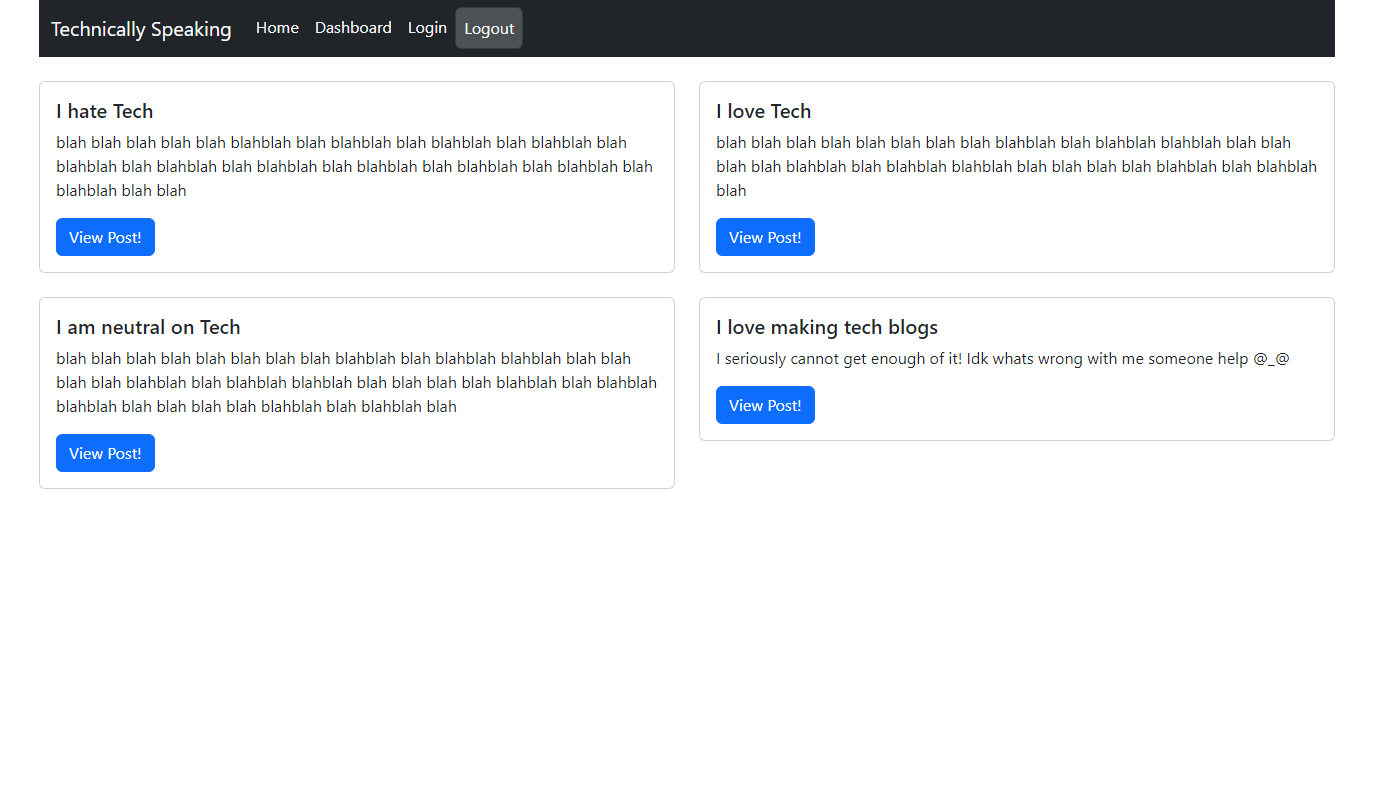 Technically Speaking Home Dashboard Login Logout
I hate Tech
blah blah blah blah blah blahblah blah blahblah blah blahblah blah blahblah blah
blahblah blah blahblah blah blahblah blah blahblah blah blahblah blah blahblah blah
blahblah blah blah
View Post!
I love Tech
blah blah blah blah blah blah blah blah blahblah blah blahblah blahblah blah blah
blah blah blahblah blah blahblah blahblah blah blah blah blah blahblah blah blahblah
blah
View Post!
I am neutral on Tech
blah blah blah blah blah blah blah blah blahblah blah blahblah blahblah blah blah
blah blah blahblah blah blahblah blahblah blah blah blah blah blahblah blah blahblah
blahblah blah blah blah blah blahblah blah blahblah blah
View Post!
I love making tech blogs
I seriously cannot get enough of it! Idk whats wrong with me someone help @_@
View Post!